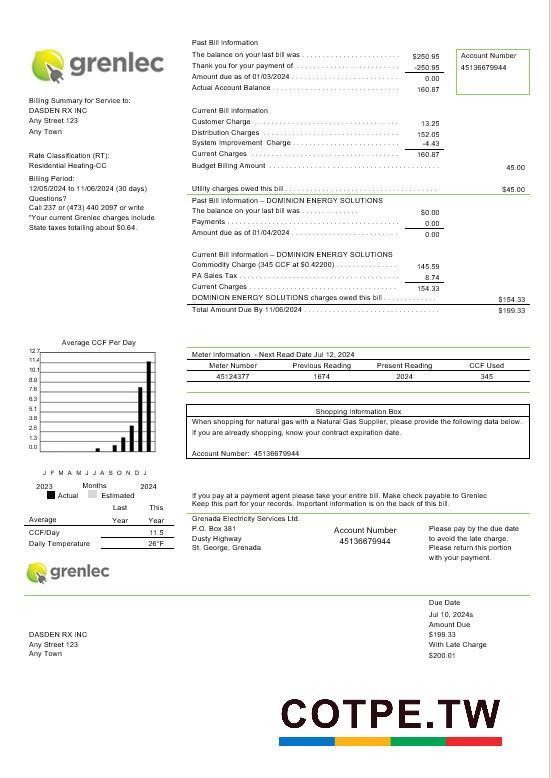 grenlec
Billing Summary for Service to:
DASDEN RX INC
Any Street 123
Any Town
Rate Classification (RT):
Residential Heating-CC
Billing Period:
12/05/2024 to 11/06/2024 (30 days)
Questions?
Call 237 or (473) 440 2097 or write
"Your current Grenlec charges include
State taxes totalling about $0.64.
Past Bill Information
The balance on your last bill was $250.95
Thank you for your payment of -250.95
Amount due as of 01/03/2024 0.00
Actual Account Balance 160.87
Account Number
45136679944
Current Bill Information
Customer Charge 13.25
Distribution Charges 152.05
System Improvement Charge -4.43
Current Charges 160.87
Budget Billing Amount 45.00
Utility charges owed this bill $45.00
Past Bill Information – DOMINION ENERGY SOLUTIONS
The balance on your last bill was $0.00
Payments 0.00
Amount due as of 01/04/2024 0.00
Current Bill Information – DOMINION ENERGY SOLUTIONS
Commodity Charge (345 CCF at $0.42200) 145.59
PA Sales Tax 8.74
Current Charges 154.33
DOMINION ENERGY SOLUTIONS charges owed this bill $154.33
Total Amount Due By 11/06/2024 $199.33
Average CCF Per Day
12.7
11.4
10.1
8.9
7.6
6.3
5.1
3.8
2.5
1.3
0.0
J F M A M J J A S O N D J
2023 Months 2024
Actual Estimated
Last This
Average Year Year
CCF/Day 11.5
Daily Temperature 26°F
Meter Information - Next Read Date Jul 12, 2024
Meter Number Previous Reading Present Reading CCF Used
45124377 1674 2024 345
Shopping Information Box
When shopping for natural gas with a Natural Gas Supplier, please provide the following data below.
If you are already shopping, know your contract expiration date.
Account Number: 45136679944
If you pay at a payment agent please take your entire bill. Make check payable to Grenlec
Keep this part for your records. Important information is on the back of this bill.
Grenada Electricity Services Ltd.
P.O. Box 381
Dusty Highway
St. George, Grenada
Account Number
45136679944
Please pay by the due date
to avoid the late charge.
Please return this portion
with your payment.
grenlec
Due Date
Jul 10, 2024s
Amount Due
$199.33
With Late Charge
$200.01
DASDEN RX INC
Any Street 123
Any Town
COTPE.TW